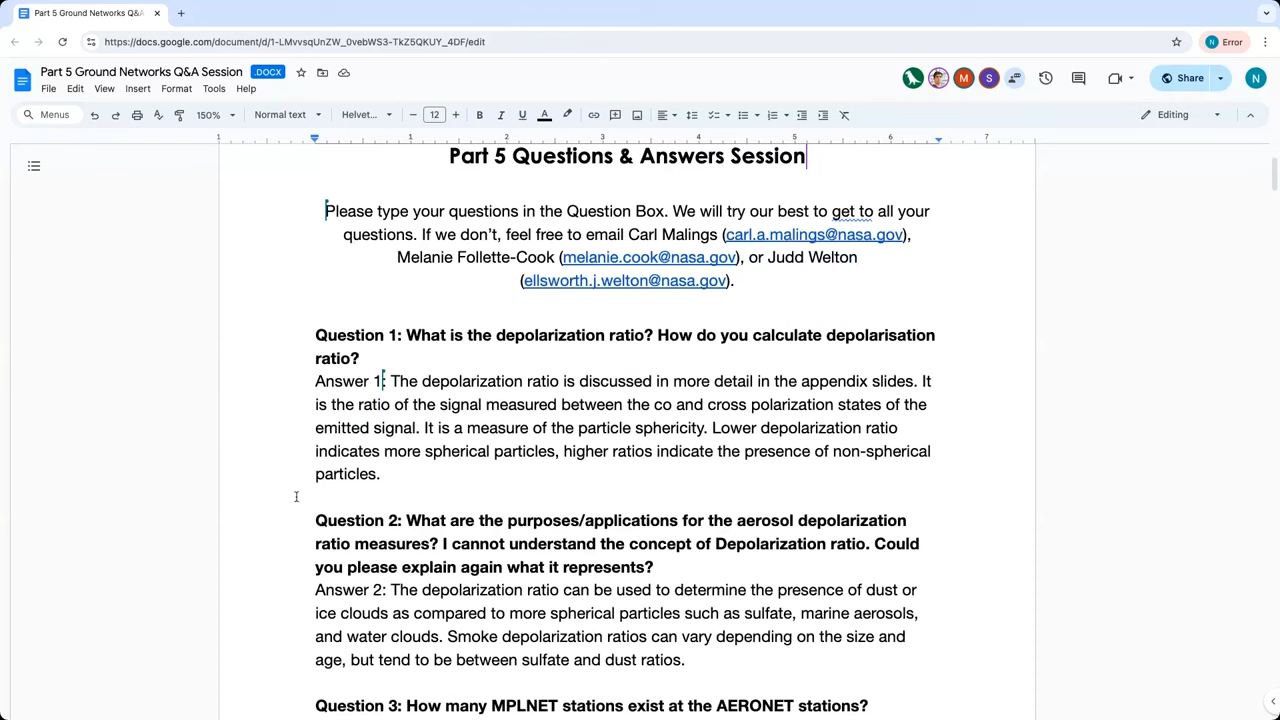 Part 5 Ground Networks Q&A
https://docs.google.com/document/d/1-LMvvsqUnZW_0vebWS3-TkZ5QKUY_4DF/edit
N Error
Part 5 Ground Networks Q&A Session .DOCX
File Edit View Insert Format Tools Help
M S Share N
Menus 150% Normal text Helvet... 12 B I U A Editing
1 1 2 3 4 5 6 7
Part 5 Questions & Answers Session
Please type your questions in the Question Box. We will try our best to get to all your
questions. If we don’t, feel free to email Carl Malings (carl.a.malings@nasa.gov),
Melanie Follette-Cook (melanie.cook@nasa.gov), or Judd Welton
(ellsworth.j.welton@nasa.gov).
Question 1: What is the depolarization ratio? How do you calculate depolarisation
ratio?
Answer 1: The depolarization ratio is discussed in more detail in the appendix slides. It
is the ratio of the signal measured between the co and cross polarization states of the
emitted signal. It is a measure of the particle sphericity. Lower depolarization ratio
indicates more spherical particles, higher ratios indicate the presence of non-spherical
particles.
Question 2: What are the purposes/applications for the aerosol depolarization
ratio measures? I cannot understand the concept of Depolarization ratio. Could
you please explain again what it represents?
Answer 2: The depolarization ratio can be used to determine the presence of dust or
ice clouds as compared to more spherical particles such as sulfate, marine aerosols,
and water clouds. Smoke depolarization ratios can vary depending on the size and
age, but tend to be between sulfate and dust ratios.
Question 3: How many MPLNET stations exist at the AERONET stations?